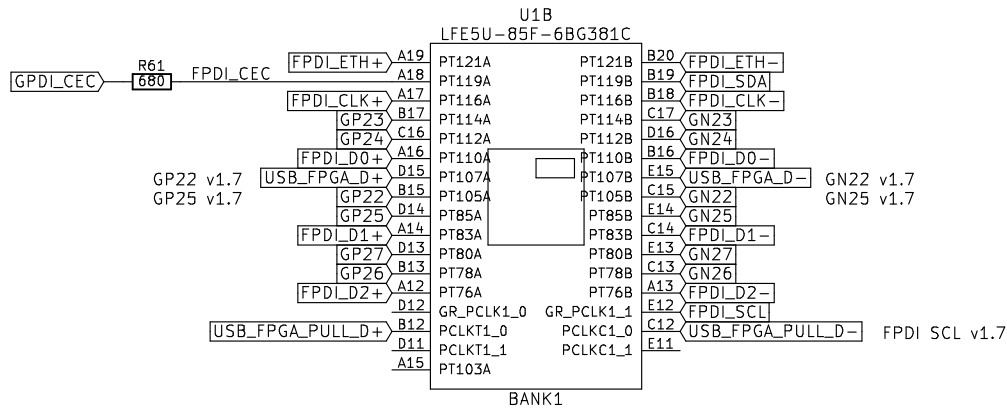 U1B
LFE5U-85F-6BG381C
FPDI_ETH+ A19 PT121A PT121B B20 FPDI_ETH-
GPDI_CEC R61 680 FPDI_CEC A18 PT119A PT119B B19 FPDI_SDA
FPDI_CLK+ A17 PT116A PT116B B18 FPDI_CLK-
GP23 B17 PT114A PT114B C17 GN23
GP24 C16 PT112A PT112B D16 GN24
FPDI_D0+ A16 PT110A PT110B B16 FPDI_D0-
GP22 v1.7 USB_FPGA_D+ D15 PT107A PT107B E15 USB_FPGA_D- GN22 v1.7
GP25 v1.7 GP22 B15 PT105A PT105B C15 GN22 GN25 v1.7
GP25 D14 PT85A PT85B E14 GN25
FPDI_D1+ A14 PT83A PT83B C14 FPDI_D1-
GP27 D13 PT80A PT80B E13 GN27
GP26 B13 PT78A PT78B C13 GN26
FPDI_D2+ A12 PT76A PT76B A13 FPDI_D2-
D12 GR_PCLK1_0 GR_PCLK1_1 E12 FPDI_SCL
USB_FPGA_PULL_D+ B12 PCLKT1_0 PCLKC1_0 C12 USB_FPGA_PULL_D- FPDI SCL v1.7
D11 PCLKT1_1 PCLKC1_1 E11
A15 PT103A
BANK1